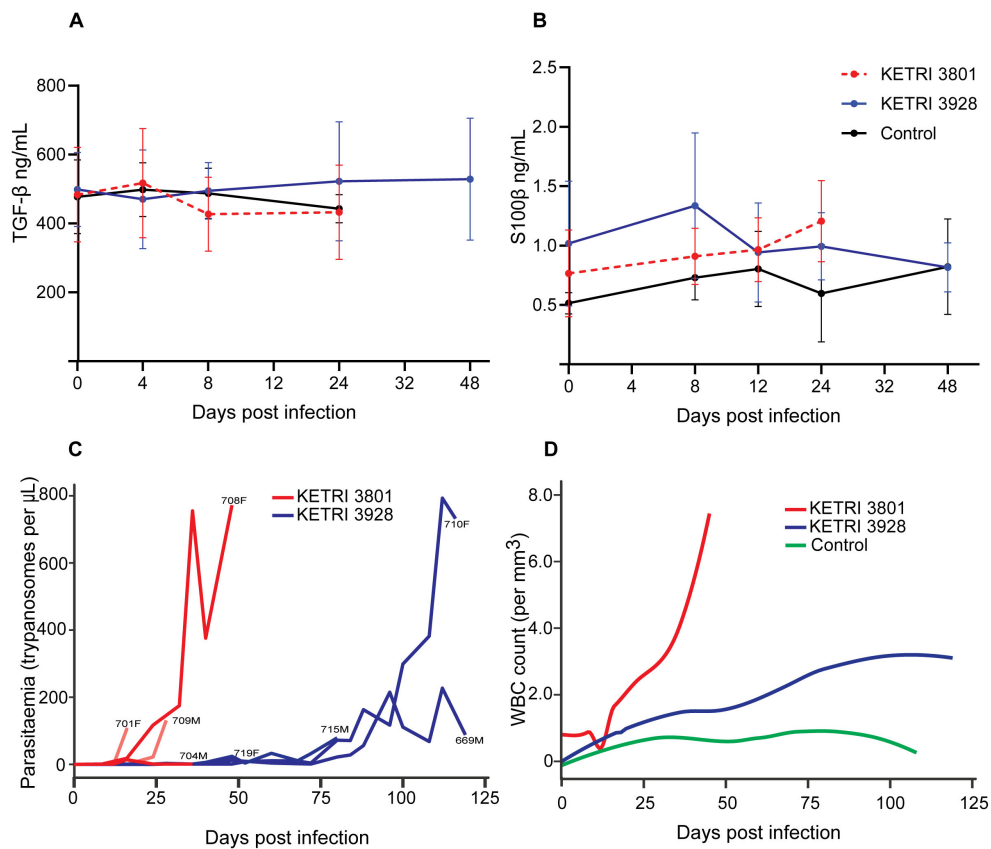 A
TGF-β ng/mL
800
600
400
200
0
4
8
12
24
32
48
Days post infection
B
S100β ng/mL
2.5
2.0
1.5
1.0
0.5
KETRI 3801
KETRI 3928
Control
0
4
8
12
24
32
48
Days post infection
C
Parasitaemia (trypanosomes per µL)
800
600
400
200
0
KETRI 3801
KETRI 3928
708F
710F
701F
709M
704M
719F
715M
669M
0
25
50
75
100
125
Days post infection
D
WBC count (per mm3)
8.0
6.0
4.0
2.0
0
KETRI 3801
KETRI 3928
Control
0
25
50
75
100
125
Days post infection